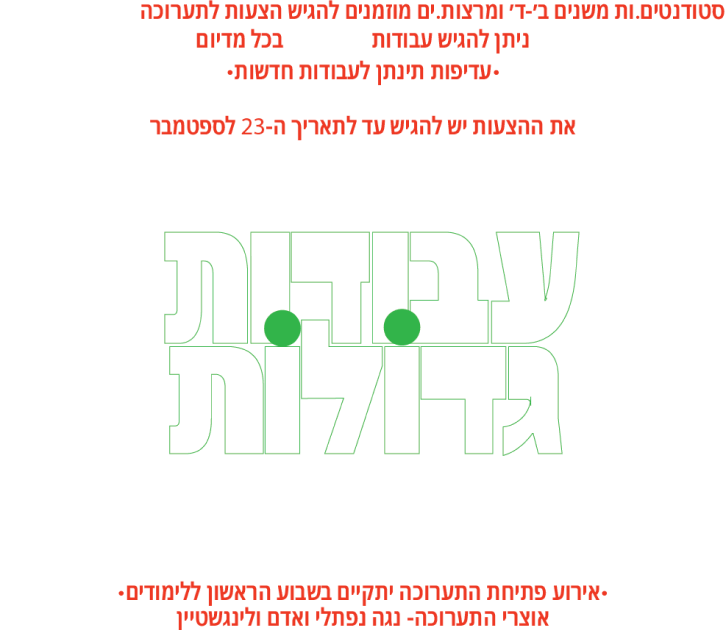 סטודנטים.ות משנים ב׳-ד׳ ומרצות.ים מוזמנים להגיש הצעות לתערוכה
ניתן להגיש עבודות בכל מדיום
•עדיפות תינתן לעבודות חדשות•
את ההצעות יש להגיש עד לתאריך ה-23 לספטמבר
עבודות
גדולות
•אירוע פתיחת התערוכה יתקיים בשבוע הראשון ללימודים•
אוצרי התערוכה- נגה נפתלי ואדם ולינגשטיין